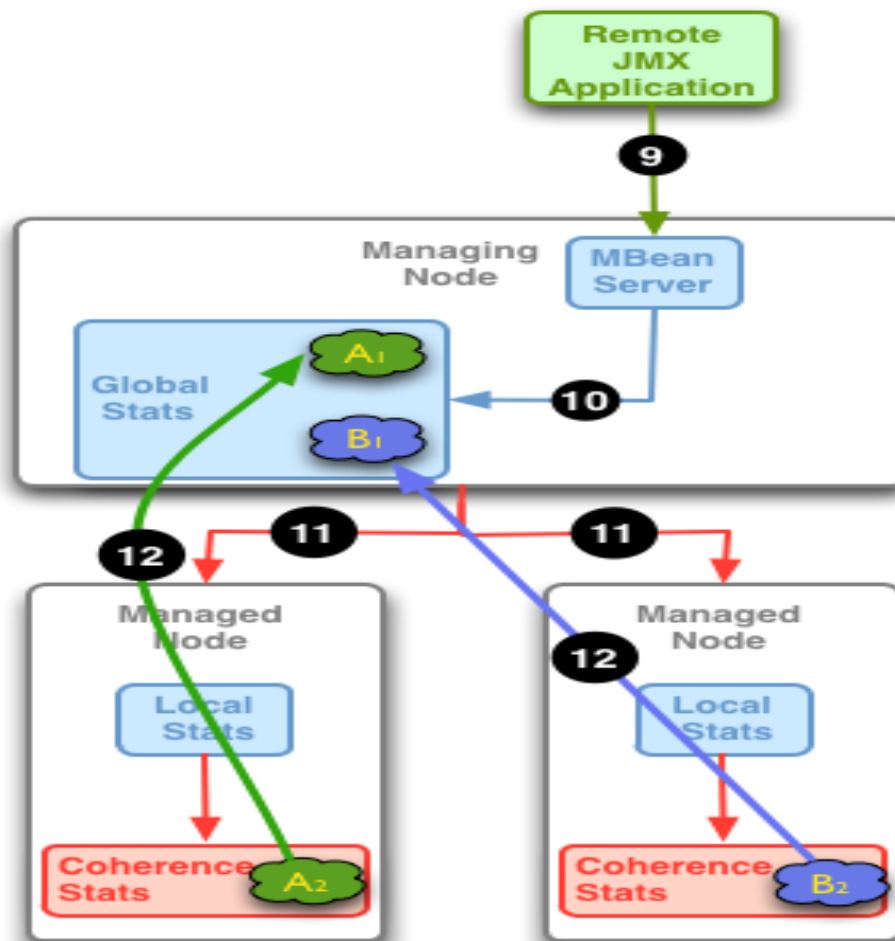 Remote
JMX
Application
9
Managing
Node
MBean
Server
A1
Global
Stats
10
B1
11
11
12
Managed
Node
Managed
Node
12
Local
Stats
Local
Stats
Coherence
Stats
A2
Coherence
Stats
B2